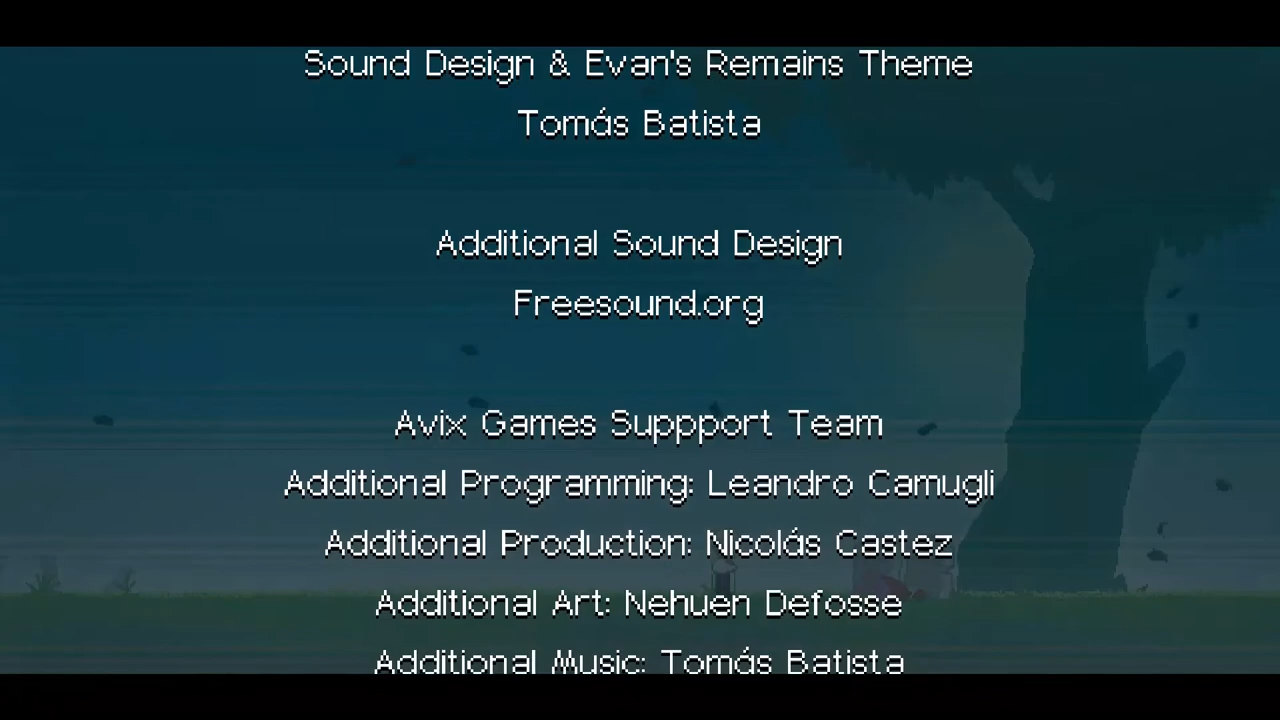 Sound Design & Evan's Remains Theme
Tomás Batista
Additional Sound Design
Freesound.org
Avix Games Suppport Team
Additional Programming: Leandro Camugli
Additional Production: Nicolás Castez
Additional Art: Nehuen Defosse
Additional Music: Tomás Batista